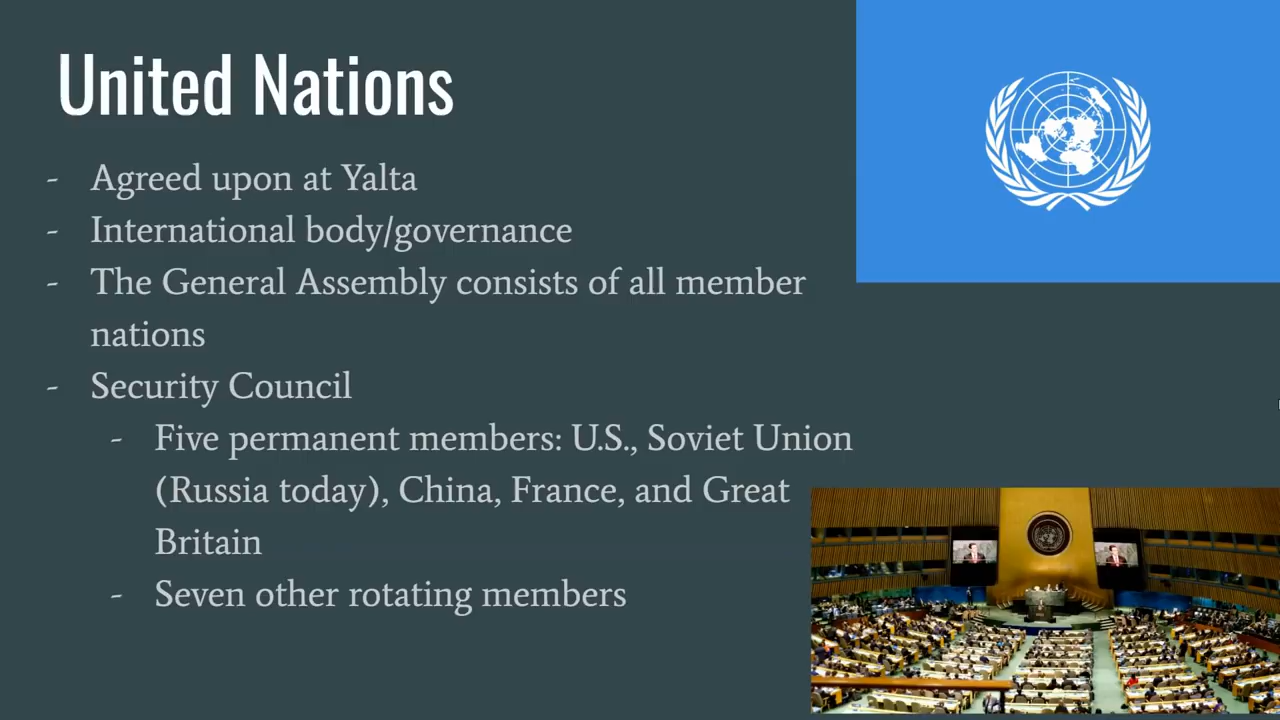 United Nations
- Agreed upon at Yalta
- International body/governance
- The General Assembly consists of all member
nations
- Security Council
- Five permanent members: U.S., Soviet Union
(Russia today), China, France, and Great
Britain
- Seven other rotating members